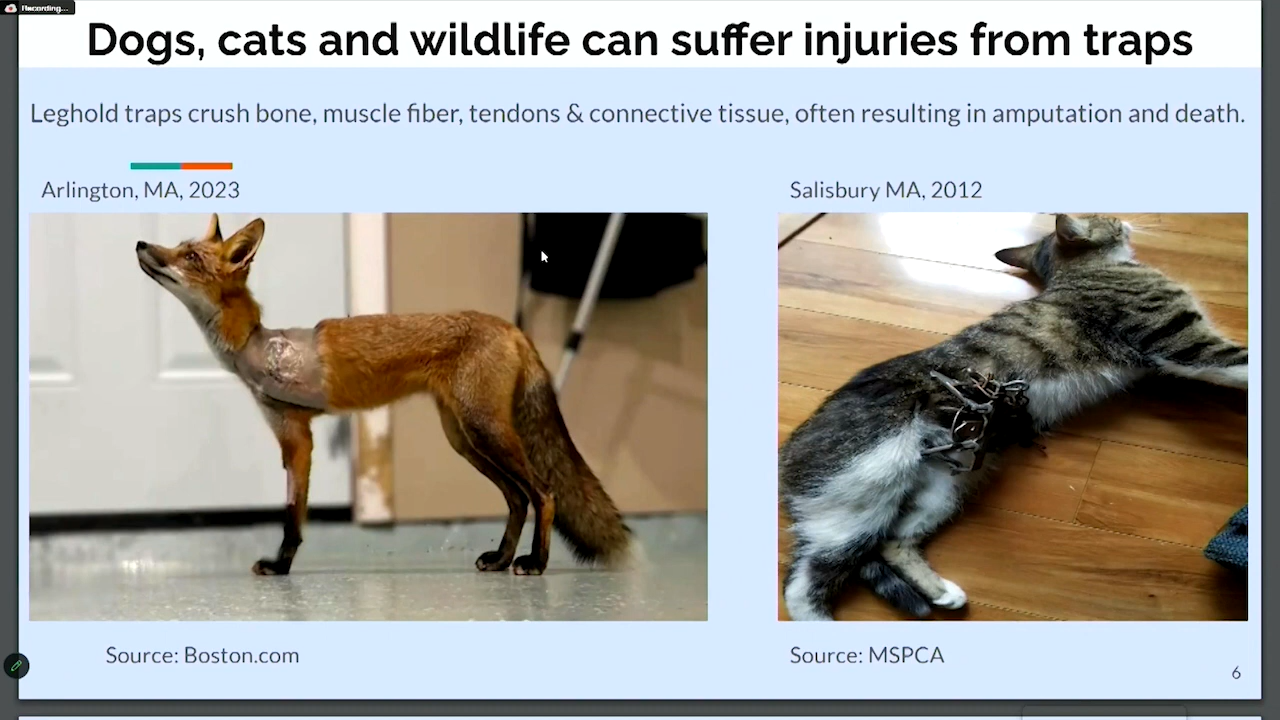 Recording...
Dogs, cats and wildlife can suffer injuries from traps
Leghold traps crush bone, muscle fiber, tendons & connective tissue, often resulting in amputation and death.
Arlington, MA, 2023
Salisbury MA, 2012
Source: Boston.com
Source: MSPCA
6